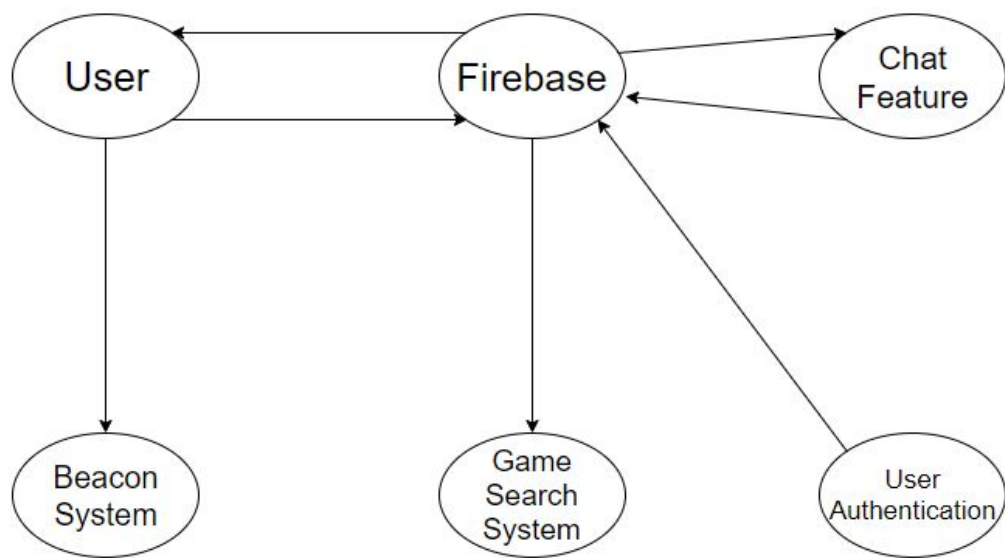 User
Firebase
Chat
Feature
Beacon
System
Game
Search
System
User
Authentication